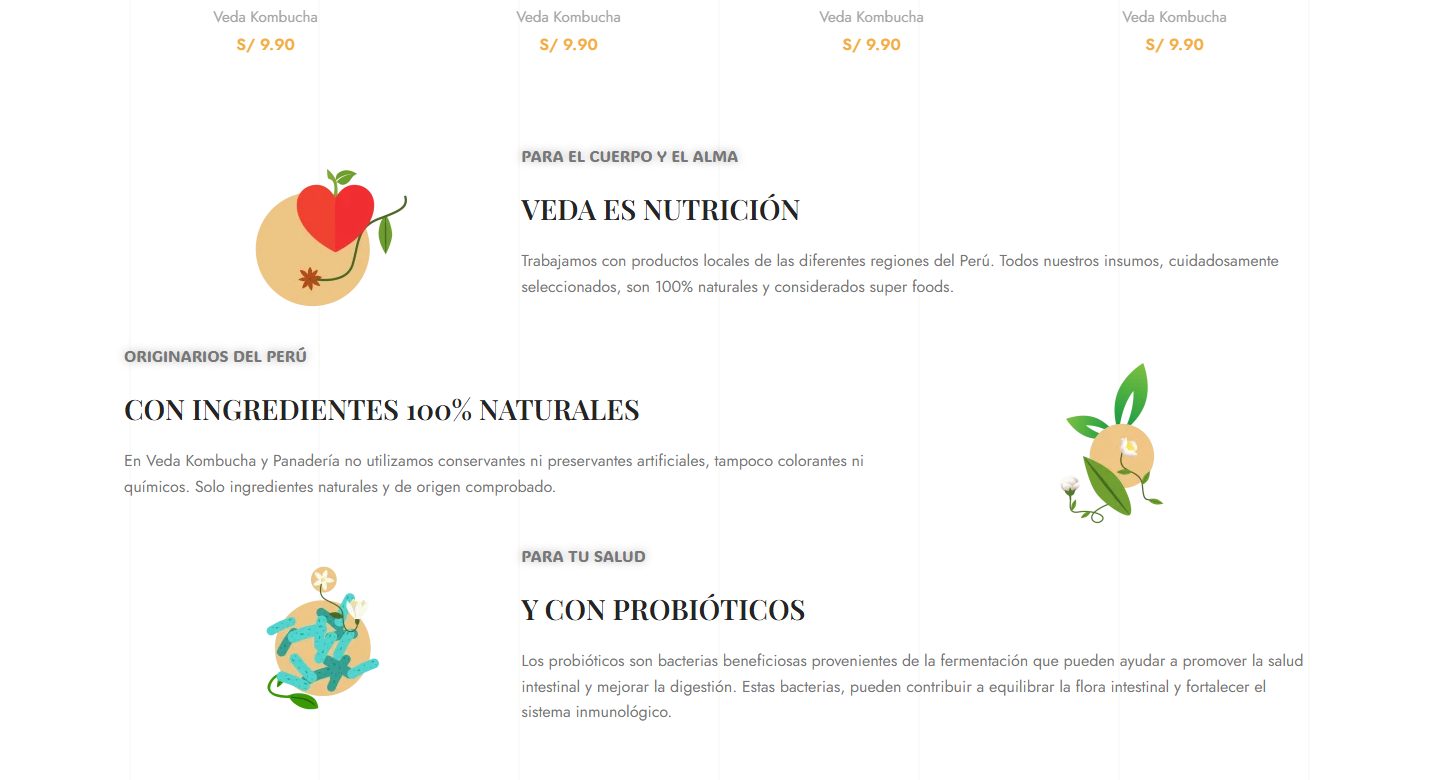 Veda Kombucha Veda Kombucha Veda Kombucha Veda Kombucha
S/ 9.90 S/ 9.90 S/ 9.90 S/ 9.90
PARA EL CUERPO Y EL ALMA
VEDA ES NUTRICIÓN
Trabajamos con productos locales de las diferentes regiones del Perú. Todos nuestros insumos, cuidadosamente
seleccionados, son 100% naturales y considerados super foods.
ORIGINARIOS DEL PERÚ
CON INGREDIENTES 100% NATURALES
En Veda Kombucha y Panadería no utilizamos conservantes ni preservantes artificiales, tampoco colorantes ni
químicos. Solo ingredientes naturales y de origen comprobado.
PARA TU SALUD
Y CON PROBIÓTICOS
Los probióticos son bacterias beneficiosas provenientes de la fermentación que pueden ayudar a promover la salud
intestinal y mejorar la digestión. Estas bacterias, pueden contribuir a equilibrar la flora intestinal y fortalecer el
sistema inmunológico.